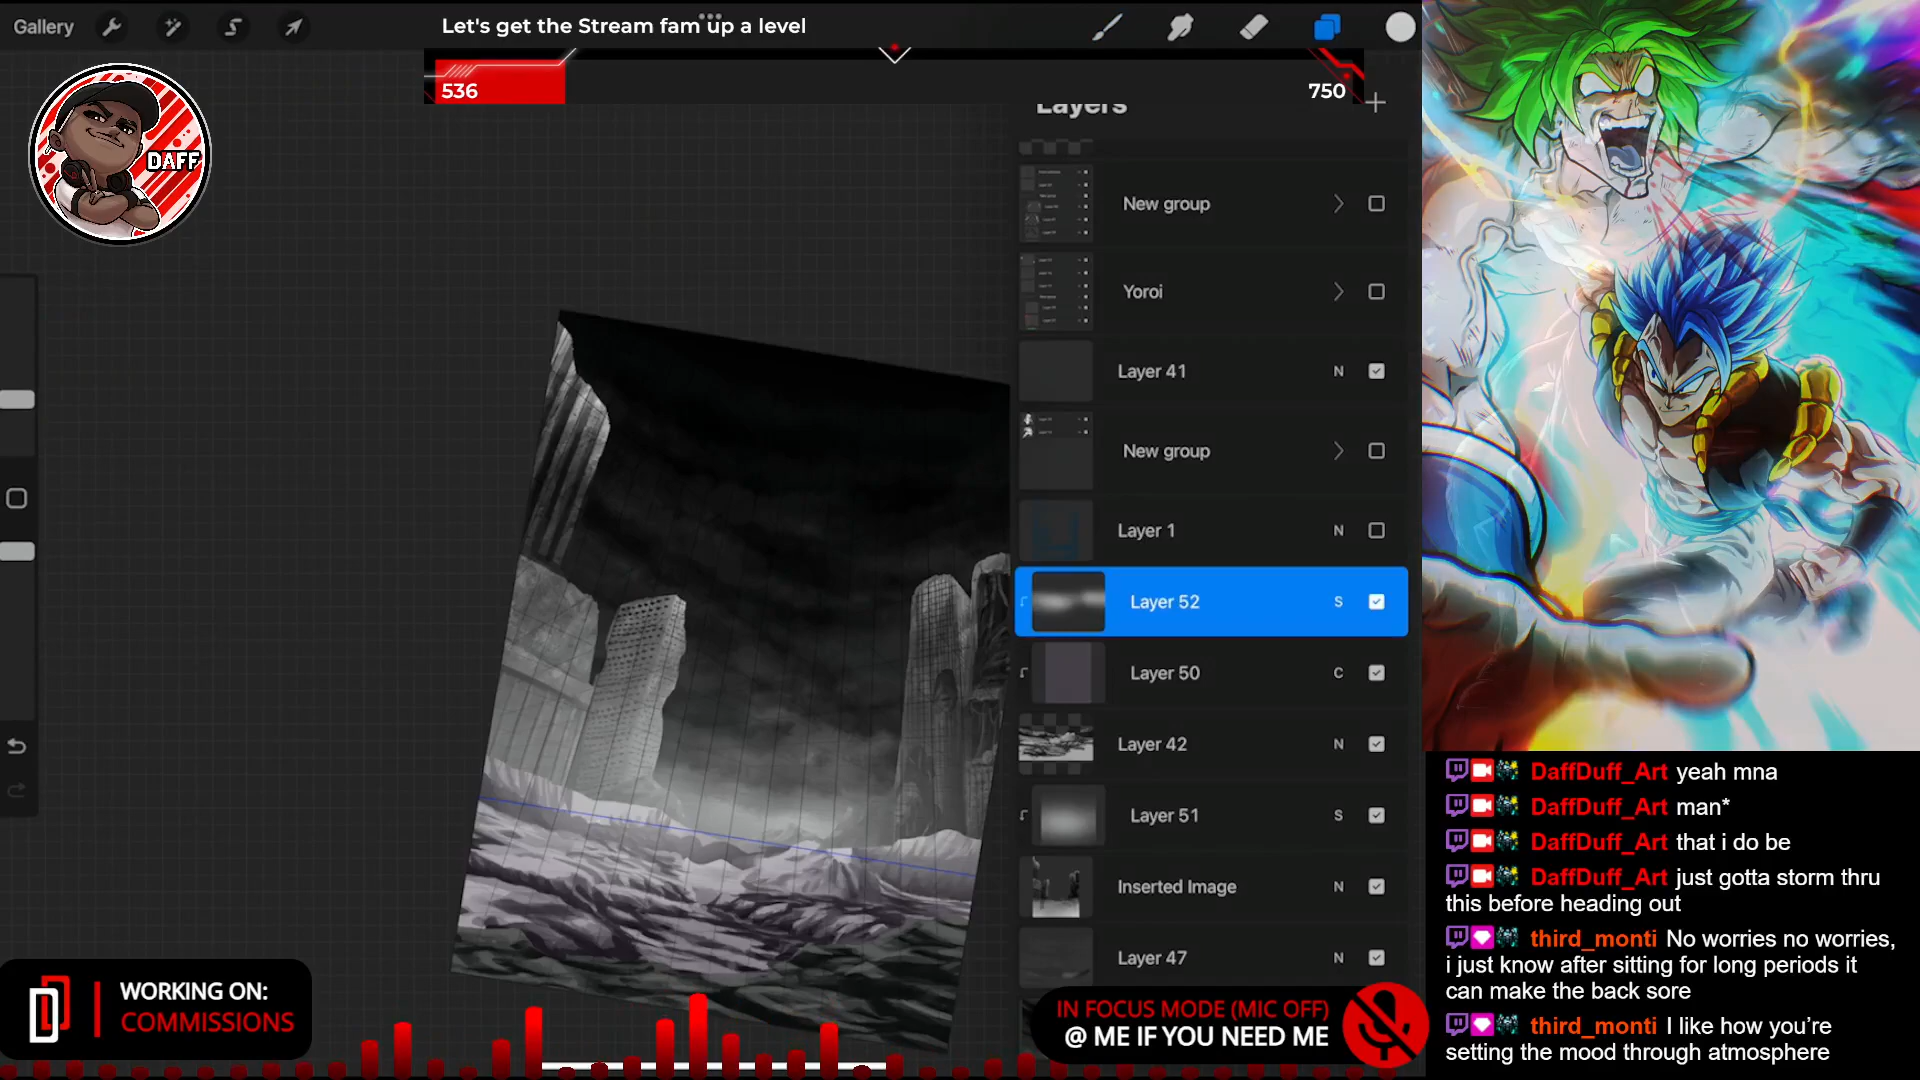 Gallery
Let's get the Stream fam up a level
536
750
Layers
DAFF
New group
Yoroi
Layer 41 N
New group
Layer 1 N
Layer 52 S
Layer 50 C
Layer 42 N
Layer 51 S
Inserted Image N
Layer 47 N
WORKING ON:
COMMISSIONS
IN FOCUS MODE (MIC OFF)
@ ME IF YOU NEED ME
DaffDuff_Art yeah mna
DaffDuff_Art man*
DaffDuff_Art that i do be
DaffDuff_Art just gotta storm thru
this before heading out
third_monti No worries no worries,
i just know after sitting for long periods it
can make the back sore
third_monti I like how you're
setting the mood through atmosphere